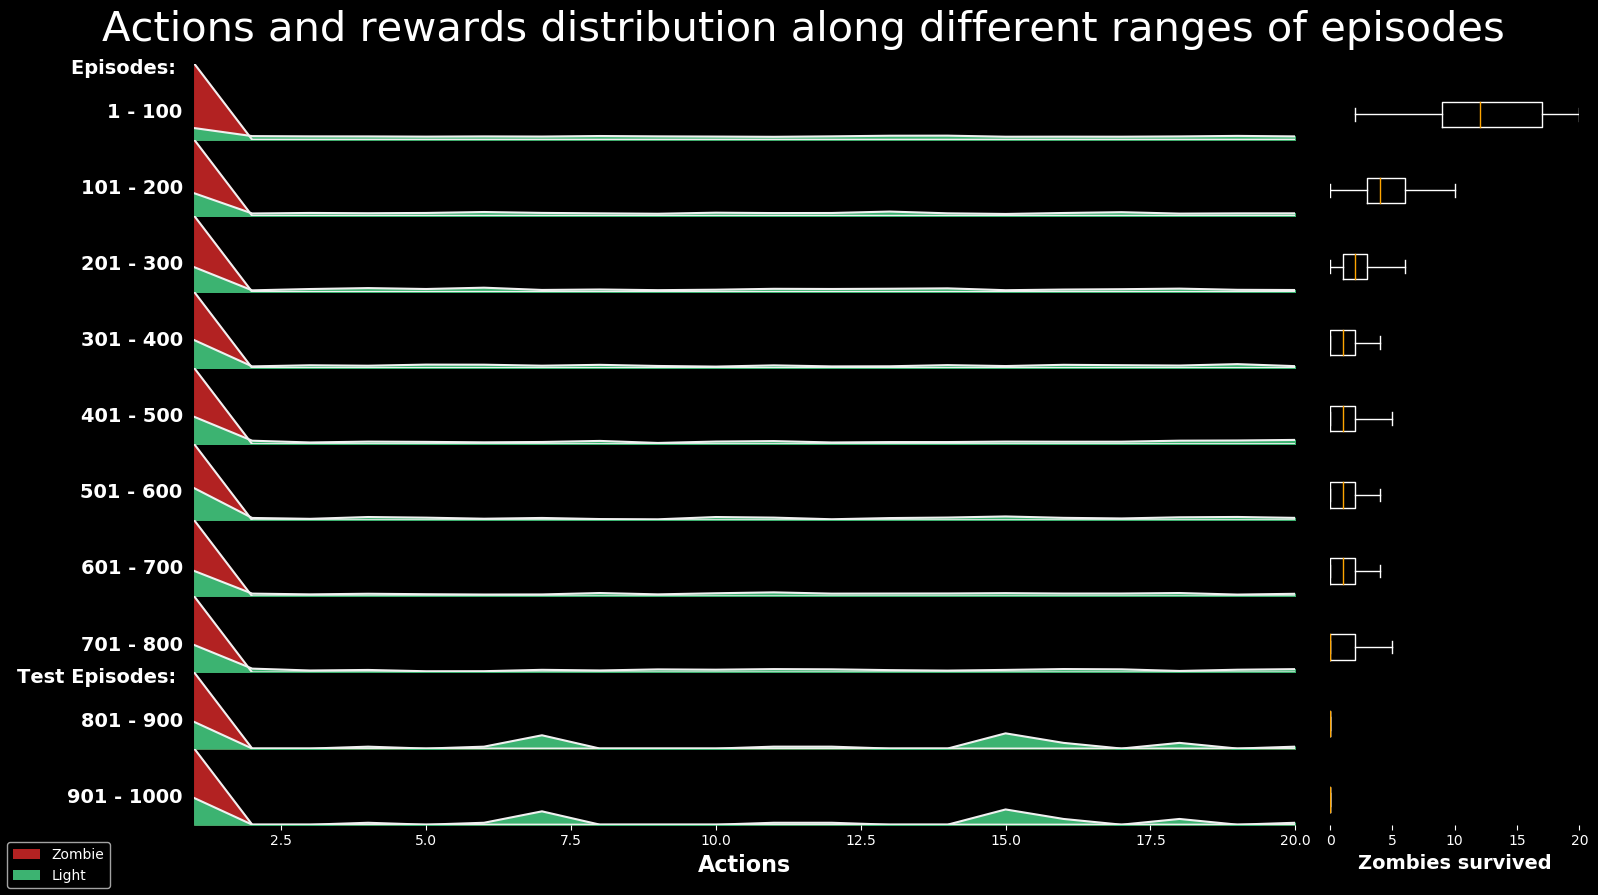 Actions and rewards distribution along different ranges of episodes
Episodes:
1 - 100
101 - 200
201 - 300
301 - 400
401 - 500
501 - 600
601 - 700
701 - 800
Test Episodes:
801 - 900
901 - 1000
2.5 5.0 7.5 10.0 12.5 15.0 17.5 20.0
Actions
0 5 10 15 20
Zombies survived
Zombie
Light